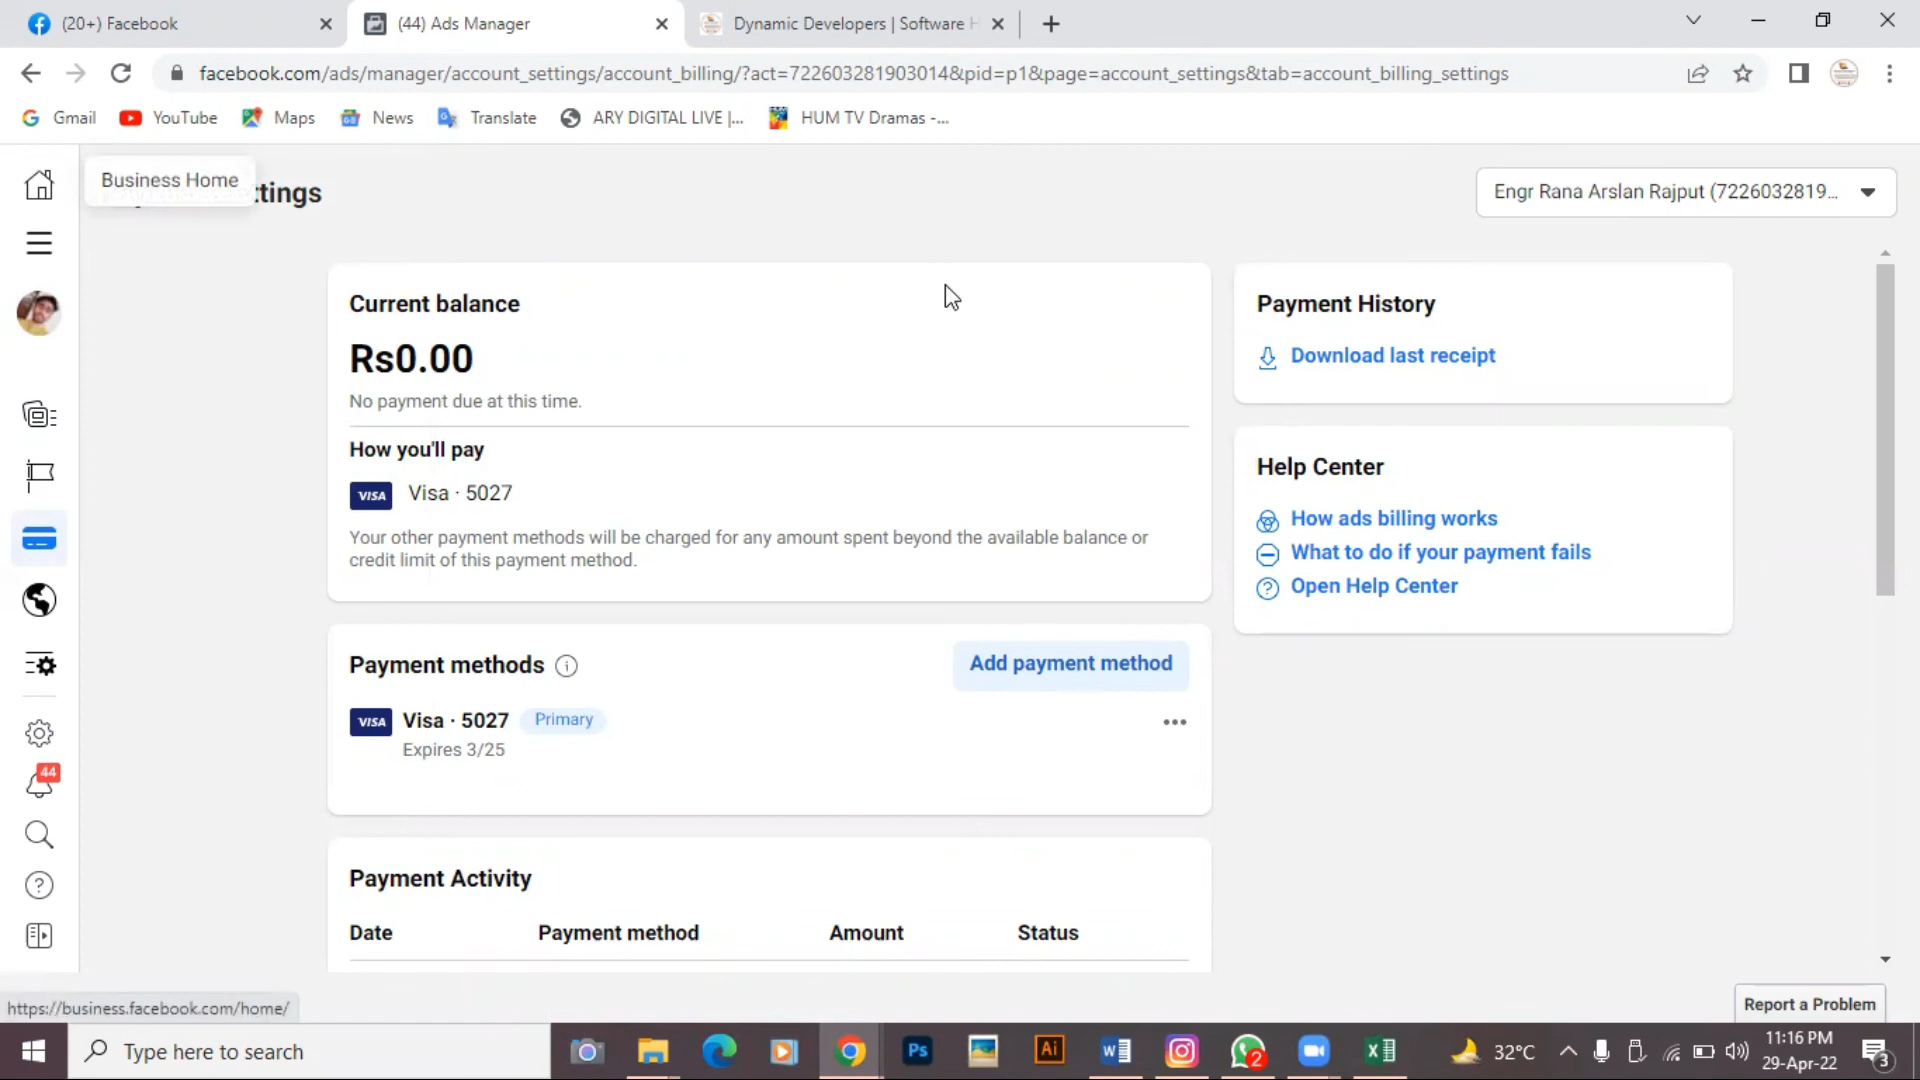 (20+) Facebook
(44) Ads Manager
Dynamic Developers | Software H
facebook.com/ads/manager/account_settings/account_billing/?act=722603281903014&pid=p1&page=account_settings&tab=account_billing_settings
Gmail
YouTube
Maps
News
Translate
ARY DIGITAL LIVE |...
HUM TV Dramas -...
Business Home
ttings
Engr Rana Arslan Rajput (7226032819...
Current balance
Rs0.00
No payment due at this time.
How you'll pay
VISA Visa · 5027
Your other payment methods will be charged for any amount spent beyond the available balance or
credit limit of this payment method.
Payment History
Download last receipt
Help Center
How ads billing works
What to do if your payment fails
Open Help Center
Payment methods
Add payment method
VISA Visa · 5027 Primary
Expires 3/25
44
Payment Activity
Date Payment method Amount Status
https://business.facebook.com/home/
Report a Problem
Type here to search
Ps
Ai
2
32°C
11:16 PM
29-Apr-22
3